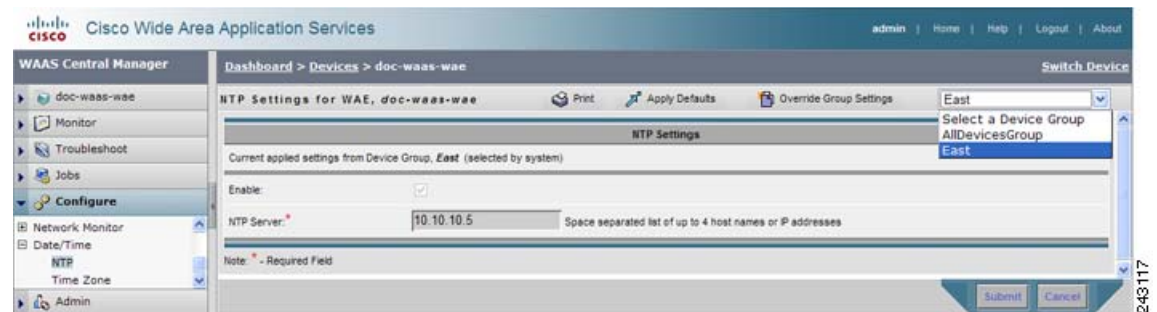 CISCO Cisco Wide Area Application Services admin | Home | Help | Logout | About
WAAS Central Manager
Dashboard > Devices > doc-waas-wae Switch Device
doc-waas-wae
NTP Settings for WAE, doc-waas-wae Print Apply Defaults Override Group Settings East
Select a Device Group
AllDevicesGroup
East
Monitor
Troubleshoot
Jobs
Configure
Network Monitor
Date/Time
NTP
Time Zone
Admin
NTP Settings
Current applied settings from Device Group, East (selected by system)
Enable:
NTP Server:* 10.10.10.5 Space separated list of up to 4 host names or IP addresses
Note: * - Required Field
Submit Cancel
243117